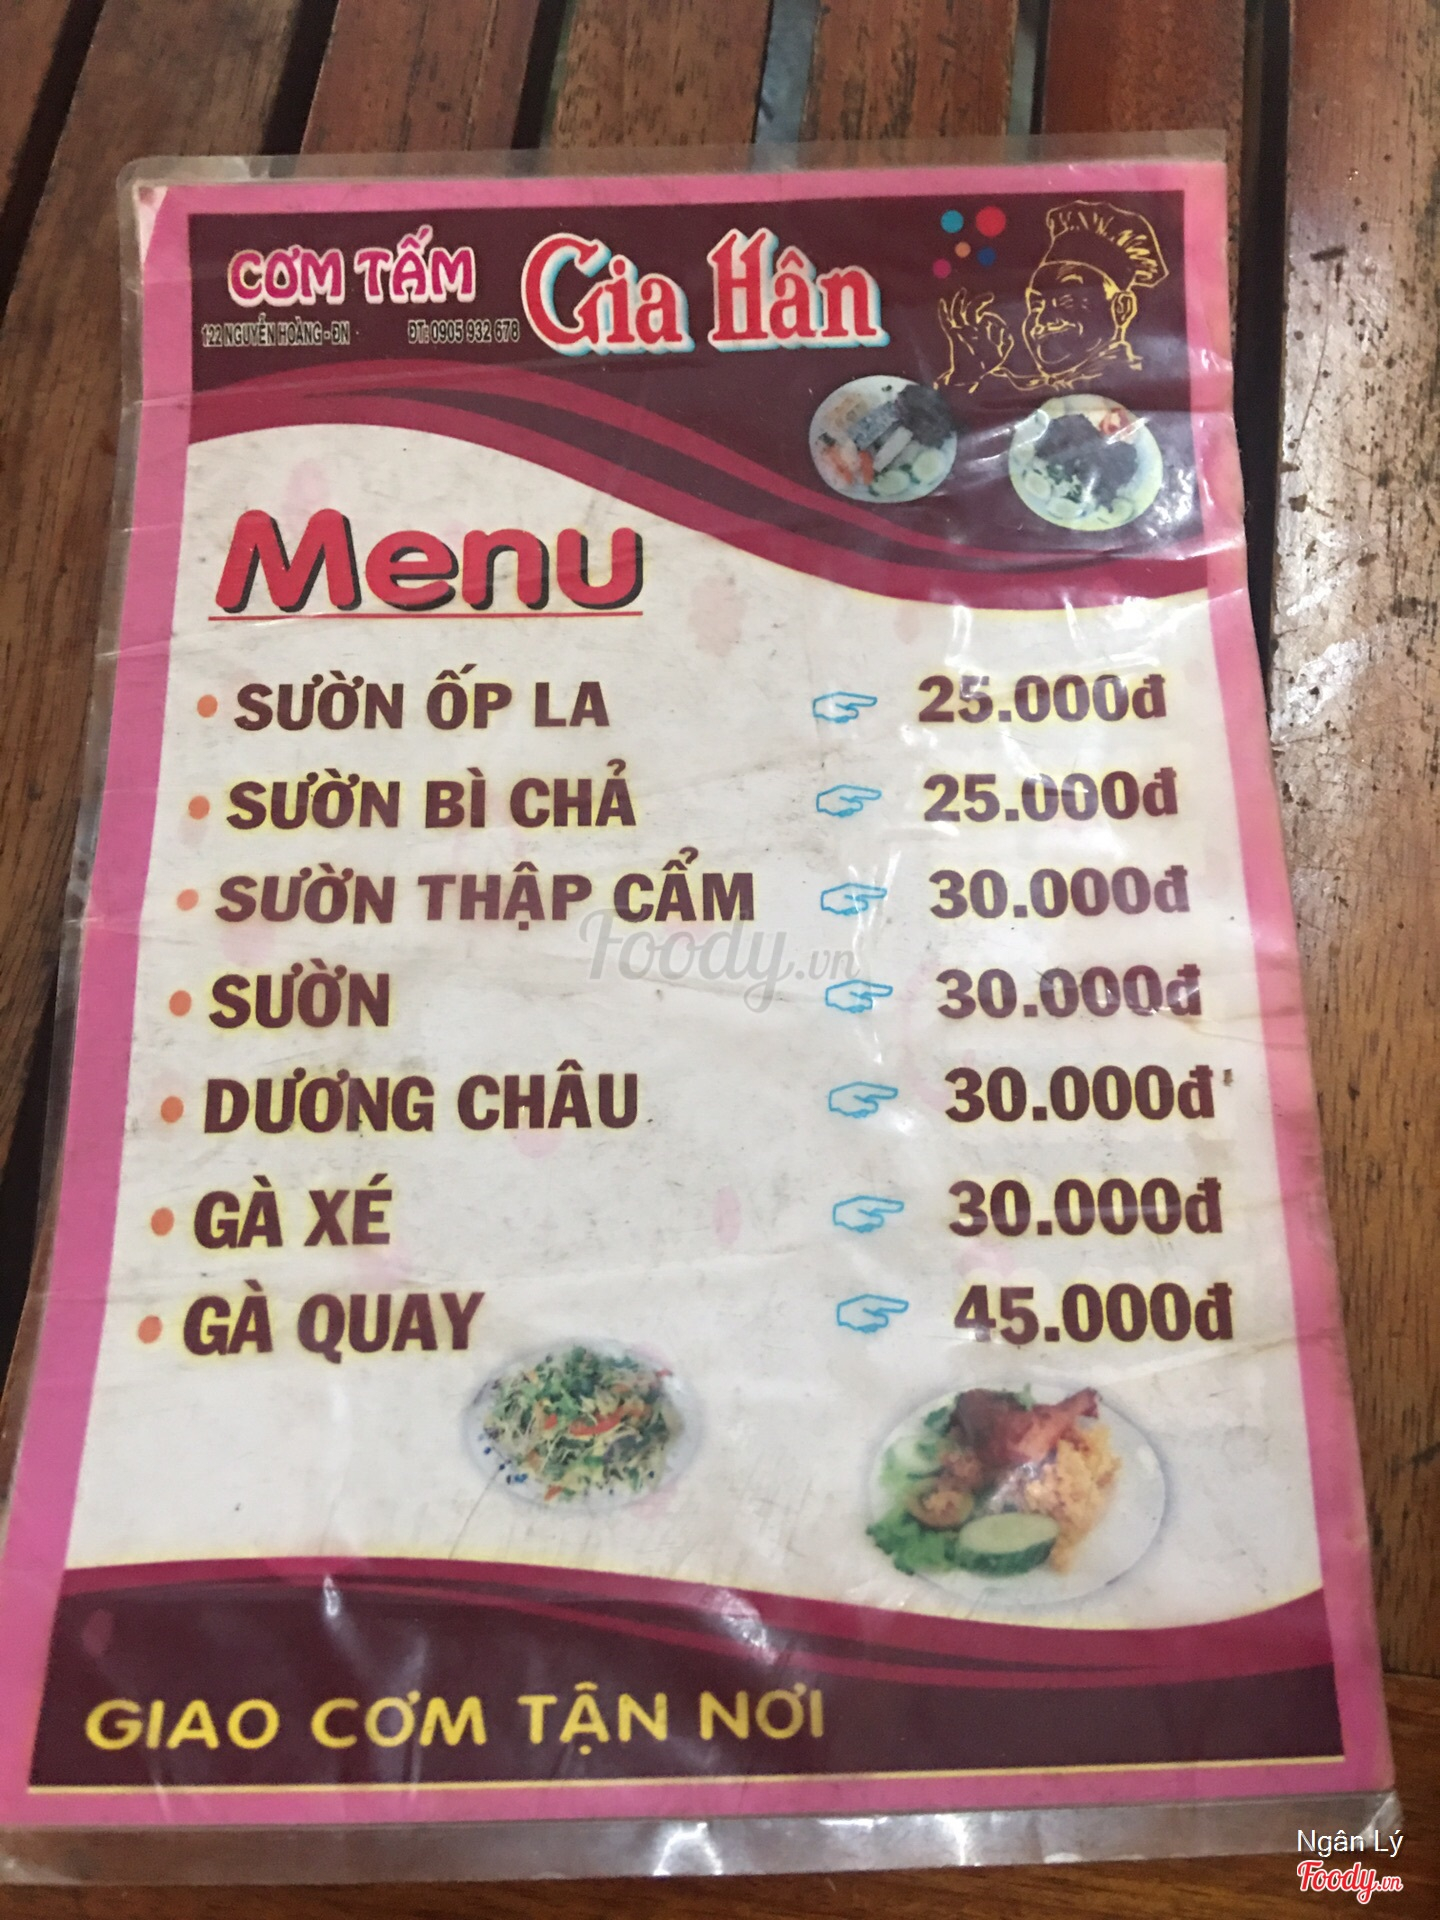 CƠM TẤM Gia Hân
122 NGUYỄN HOÀNG - ĐN ĐT: 0905 932 678
Menu
• SƯỜN ỐP LA 25.000đ
• SƯỜN BÌ CHẢ 25.000đ
• SƯỜN THẬP CẨM 30.000đ
• SƯỜN 30.000đ
• DƯƠNG CHÂU 30.000đ
• GÀ XÉ 30.000đ
• GÀ QUAY 45.000đ
GIAO CƠM TẬN NƠI
Foody.vn
Ngân Lý
Foody.vn